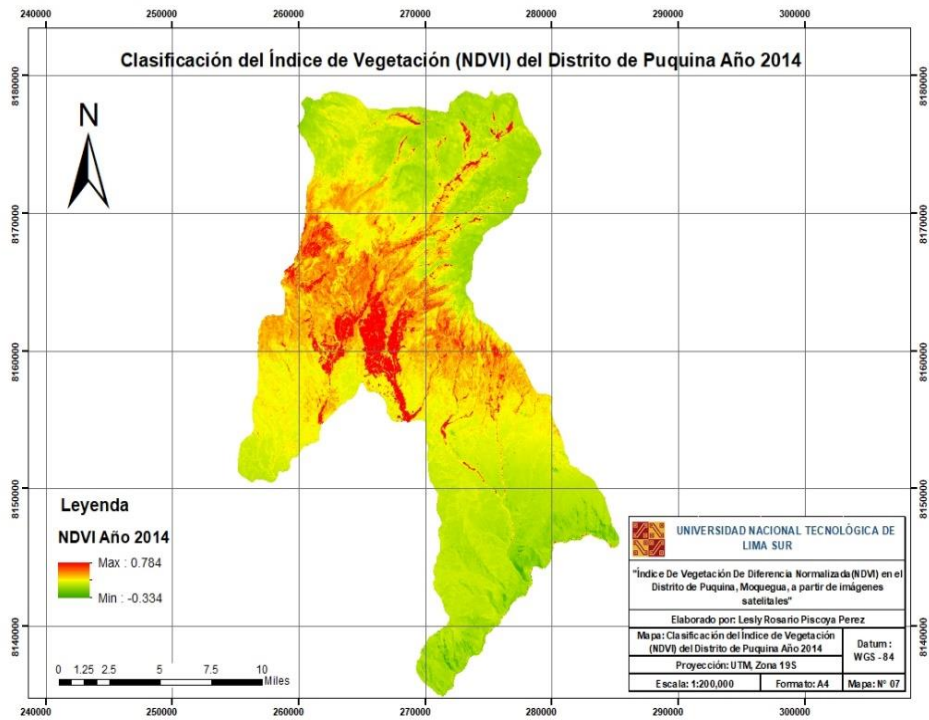 240000 250000 260000 270000 280000 290000 300000
Clasificación del Índice de Vegetación (NDVI) del Distrito de Puquina Año 2014
8180000 8180000
N
8170000 8170000
8160000 8160000
8150000 8150000
Leyenda
NDVI Año 2014
Max : 0.784
Min : -0.334
8140000 8140000
0 1.25 2.5 5 7.5 10
Miles
UNIVERSIDAD NACIONAL TECNOLÓGICA DE
LIMA SUR
"Índice De Vegetación De Diferencia Normalizada(NDVI) en el
Distrito de Puquina, Moquegua, a partir de imágenes
satelitales"
Elaborado por: Lesly Rosario Piscoya Perez
Mapa: Clasificación del Índice de Vegetación
(NDVI) del Distrito de Puquina Año 2014
Datum :
WGS - 84
Proyección: UTM, Zona 19S
Escala: 1:200,000 Formato: A4 Mapa: N° 07
240000 250000 260000 270000 280000 290000 300000